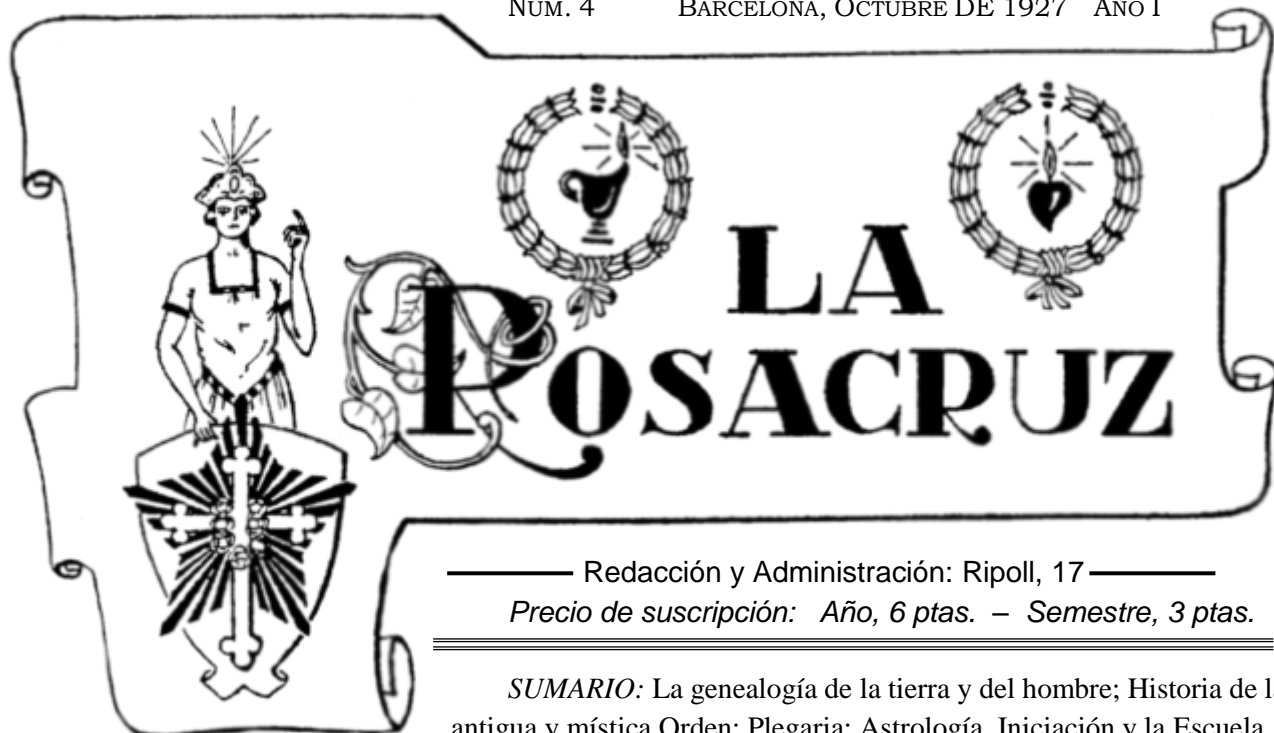 NÚM. 4 BARCELONA, OCTUBRE DE 1927 AÑO I
LA
ROSACRUZ
Redacción y Administración: Ripoll, 17
Precio de suscripción: Año, 6 ptas. – Semestre, 3 ptas.
SUMARIO: La genealogía de la tierra y del hombre; Historia de la
antigua y mística Orden; Plegaria; Astrología, Iniciación y la Escuela